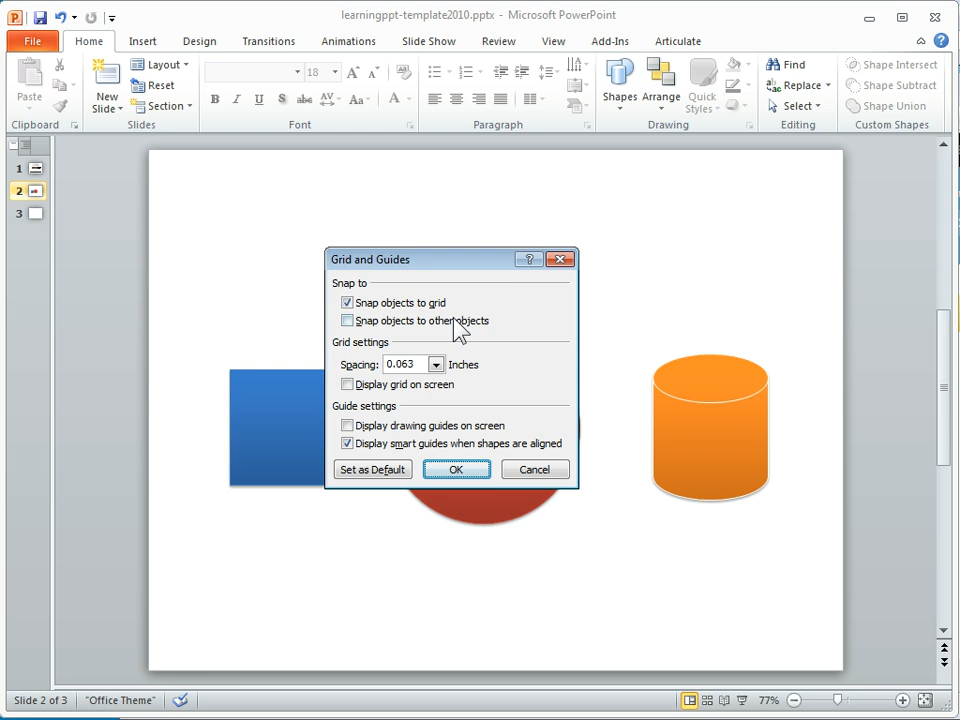 learningppt-template2010.pptx - Microsoft PowerPoint
File Home Insert Design Transitions Animations Slide Show Review View Add-Ins Articulate
Paste
Clipboard
New Slide
Layout
Reset
Section
Slides
18
B I U S abc AV Aa A
Font
Paragraph
Shapes Arrange Quick Styles
Drawing
Find
Replace
Select
Editing
Shape Intersect
Shape Subtract
Shape Union
Custom Shapes
1
2
3
Grid and Guides
Snap to
Snap objects to grid
Snap objects to other objects
Grid settings
Spacing: 0.063 Inches
Display grid on screen
Guide settings
Display drawing guides on screen
Display smart guides when shapes are aligned
Set as Default OK Cancel
Slide 2 of 3 "Office Theme" 77%